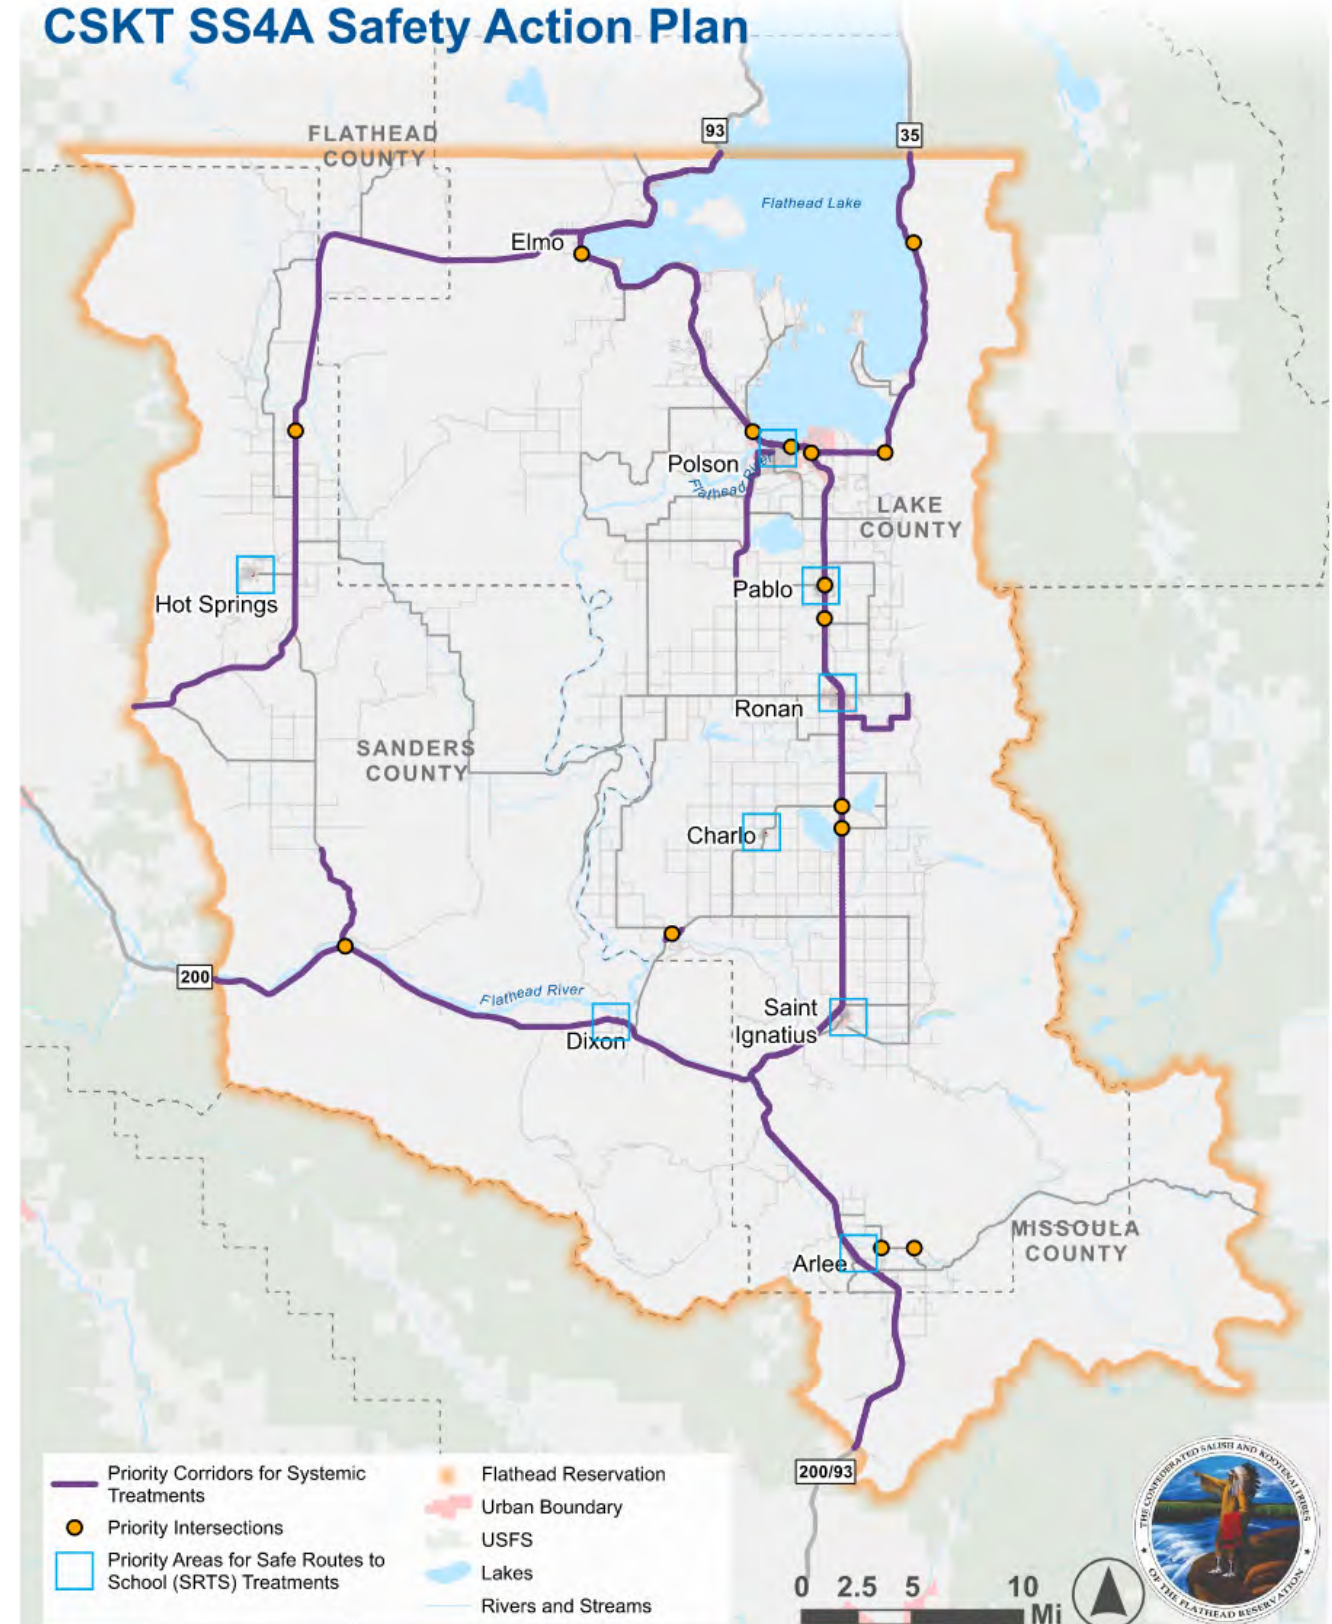 CSKT SS4A Safety Action Plan
FLATHEAD
COUNTY
93
35
Flathead Lake
Elmo
Polson
Flathead River
LAKE
COUNTY
Pablo
Hot Springs
Ronan
SANDERS
COUNTY
Charlo
200
Flathead River
Saint
Ignatius
Dixon
MISSOULA
COUNTY
Arlee
200/93
Priority Corridors for Systemic
Treatments
Priority Intersections
Priority Areas for Safe Routes to
School (SRTS) Treatments
Flathead Reservation
Urban Boundary
USFS
Lakes
Rivers and Streams
0 2.5 5 10
Mi
THE CONFEDERATED SALISH AND KOOTENAI TRIBES
OF THE FLATHEAD RESERVATION